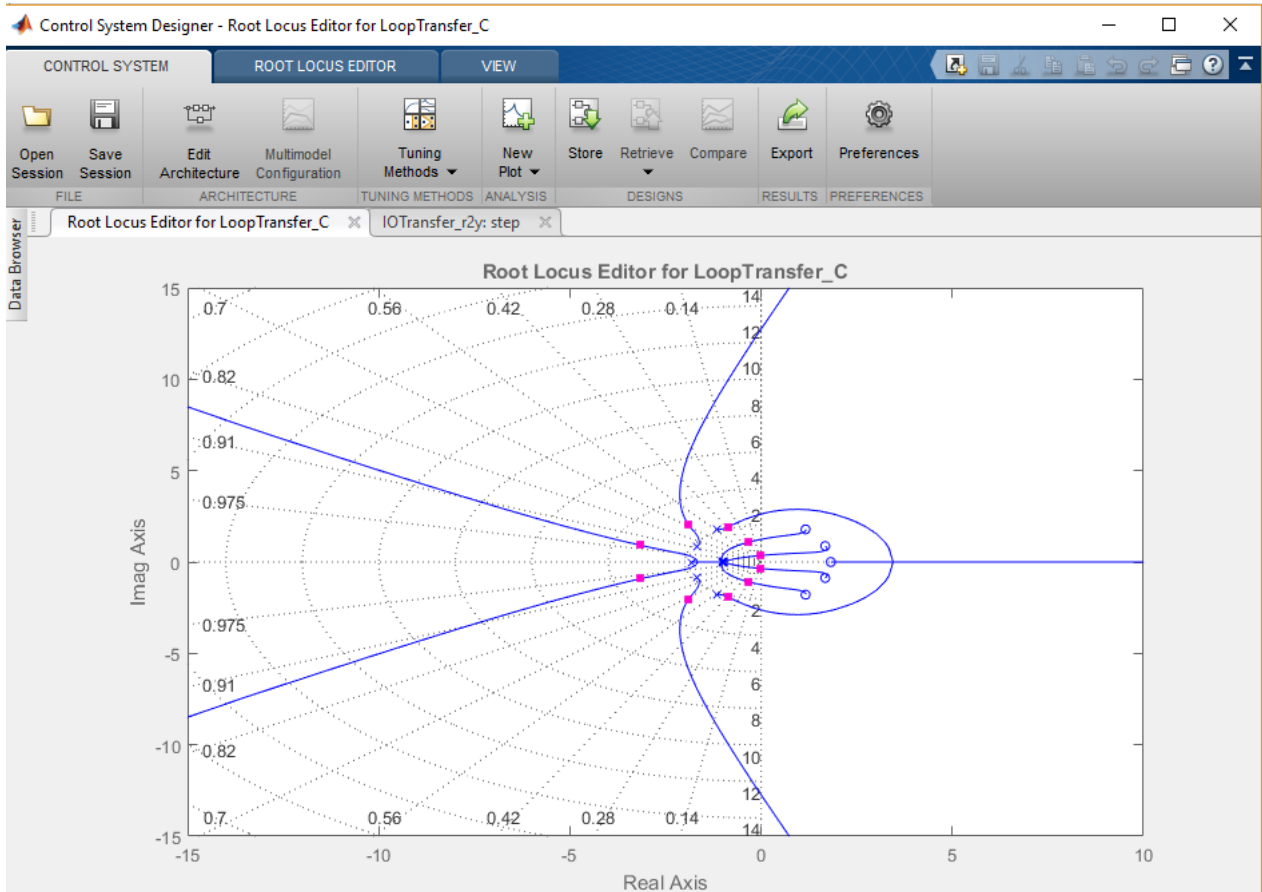 Control System Designer - Root Locus Editor for LoopTransfer_C
CONTROL SYSTEM ROOT LOCUS EDITOR VIEW
Open Session
Save Session
Edit Architecture
Multimodel Configuration
Tuning Methods
New Plot
Store
Retrieve
Compare
Export
Preferences
FILE ARCHITECTURE TUNING METHODS ANALYSIS DESIGNS RESULTS PREFERENCES
Root Locus Editor for LoopTransfer_C IOTransfer_r2y: step
Data Browser
Root Locus Editor for LoopTransfer_C
15
10
5
0
-5
-10
-15
Imag Axis
0.7 0.56 0.42 0.28 0.14 14
0.82 12
10
8
0.91 6
4
0.975 2
0.975 2
4
0.91 6
8
0.82 10
12
0.7 0.56 0.42 0.28 0.14 14
-15 -10 -5 0 5 10
Real Axis